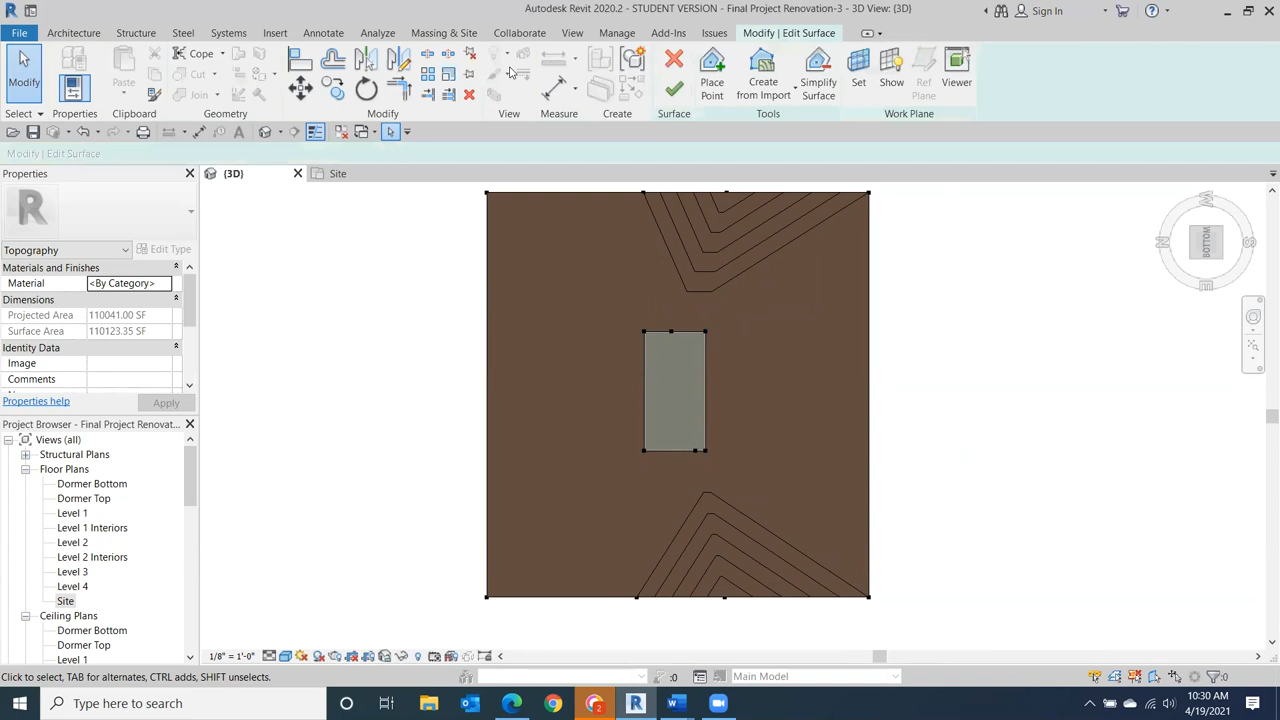 Autodesk Revit 2020.2 - STUDENT VERSION - Final Project Renovation-3 - 3D View: {3D}
Sign In
File Architecture Structure Steel Systems Insert Annotate Analyze Massing & Site Collaborate View Manage Add-Ins Issues Modify | Edit Surface
Modify
Properties
Paste
Cope
Cut
Join
Place Point
Create from Import
Simplify Surface
Set
Show
Ref Plane
Viewer
Select Properties Clipboard Geometry Modify View Measure Create Surface Tools Work Plane
Modify | Edit Surface
Properties
{3D}
Site
Topography
Edit Type
Materials and Finishes
Material <By Category>
Dimensions
Projected Area 110041.00 SF
Surface Area 110123.35 SF
Identity Data
Image
Comments
Properties help
Apply
Project Browser - Final Project Renovat...
Views (all)
Structural Plans
Floor Plans
Dormer Bottom
Dormer Top
Level 1
Level 1 Interiors
Level 2
Level 2 Interiors
Level 3
Level 4
Site
Ceiling Plans
Dormer Bottom
Dormer Top
Level 1
BOTTOM
W
N
S
E
1/8" = 1'-0"
Click to select, TAB for alternates, CTRL adds, SHIFT unselects.
:0
Main Model
:0
Type here to search
2
10:30 AM
4/19/2021